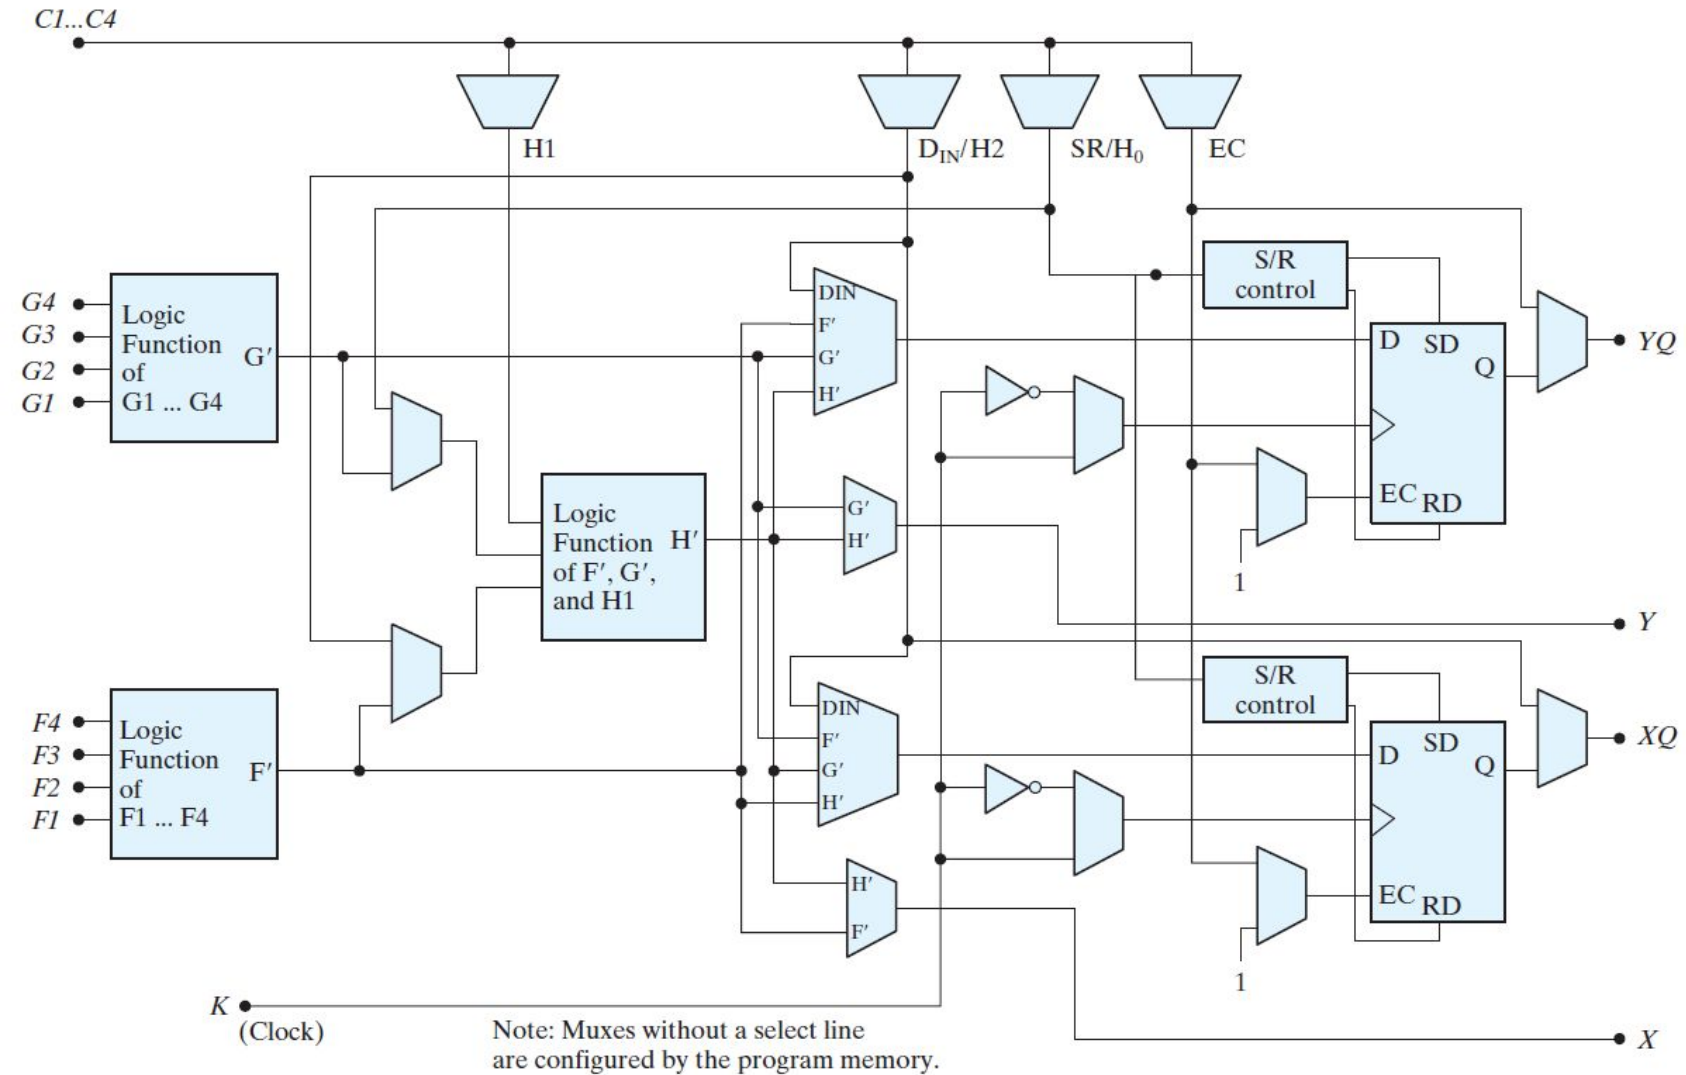 C1...C4
H1
D_IN/H2
SR/H_0
EC
G4
G3
G2
G1
Logic
Function
of
G1 ... G4
G′
DIN
F′
G′
H′
S/R
control
D
SD
Q
EC
RD
1
YQ
Logic
Function
of F′, G′,
and H1
H′
G′
H′
Y
F4
F3
F2
F1
Logic
Function
of
F1 ... F4
F′
DIN
F′
G′
H′
S/R
control
D
SD
Q
EC
RD
1
XQ
H′
F′
K
(Clock)
Note: Muxes without a select line
are configured by the program memory.
X